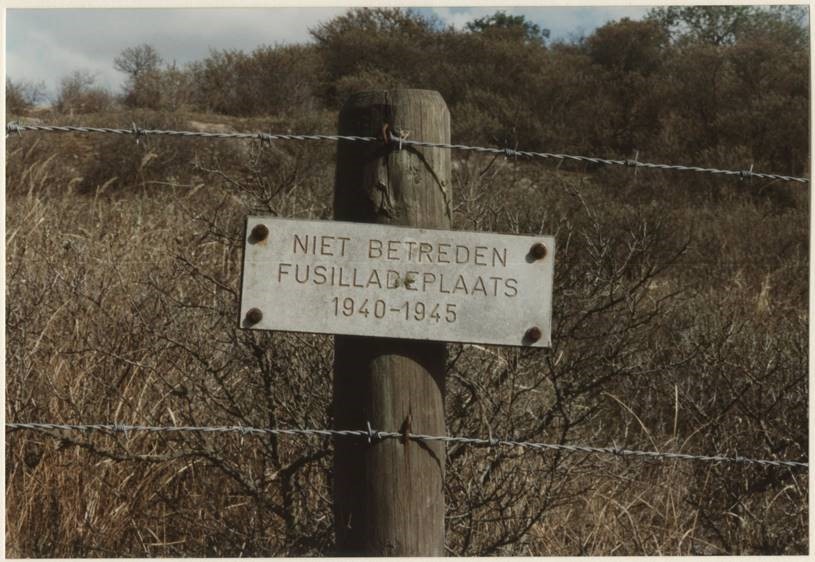 NIET BETREDEN
FUSILLADEPLAATS
1940-1945